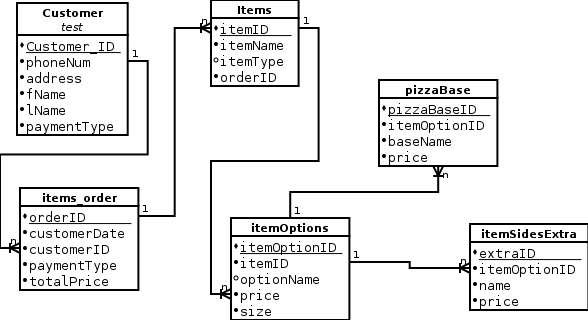 Customer
test
Customer_ID
phoneNum
address
fName
lName
paymentType
1
n
Items
itemID
itemName
itemType
orderID
1
n
pizzaBase
pizzaBaseID
itemOptionID
baseName
price
n
items_order
orderID
customerDate
customerID
paymentType
totalPrice
1
n
itemOptions
itemOptionID
itemID
optionName
price
size
1
1
n
itemSidesExtra
extraID
itemOptionID
name
price